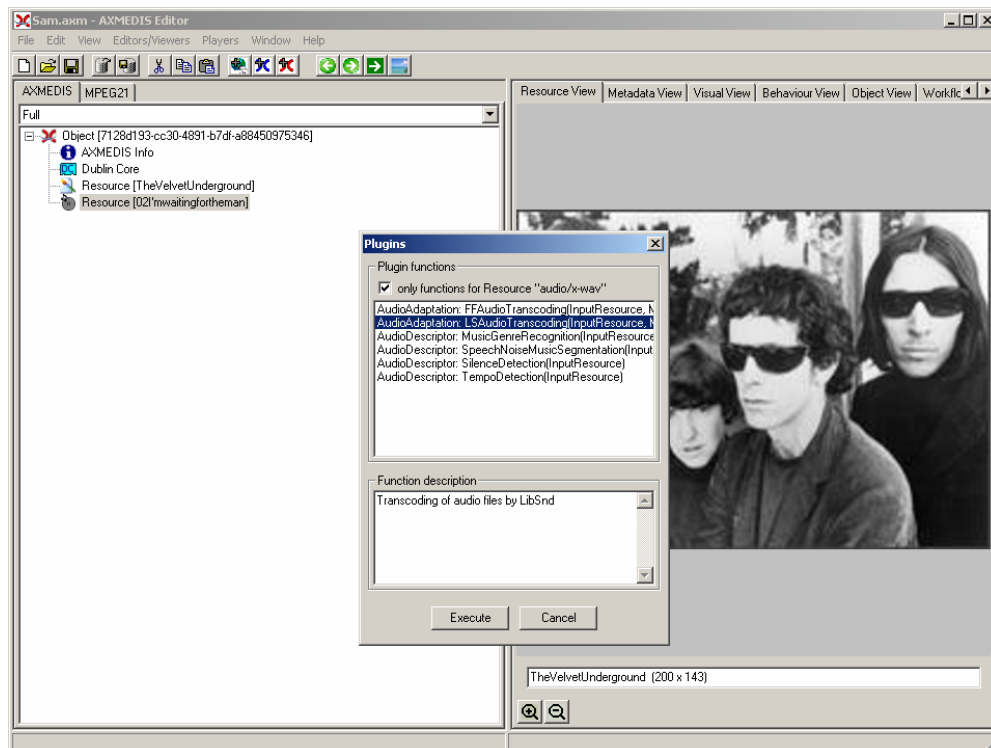 Sam.axm - AXMEDIS Editor
File Edit View Editors/Viewers Players Window Help
AXMEDIS MPEG21
Full
Object [7128d193-cc30-4891-b7df-a88450975346]
AXMEDIS Info
DC Dublin Core
Resource [TheVelvetUnderground]
Resource [02I'mwaitingfortheman]
Resource View Metadata View Visual View Behaviour View Object View Workflc
Plugins
Plugin functions
only functions for Resource "audio/x-wav"
AudioAdaptation: FFAudioTranscoding(InputResource, M
AudioAdaptation: LSAudioTranscoding(InputResource, M
AudioDescriptor: MusicGenreRecognition(InputResource
AudioDescriptor: SpeechNoiseMusicSegmentation(Input
AudioDescriptor: SilenceDetection(InputResource)
AudioDescriptor: TempoDetection(InputResource)
Function description
Transcoding of audio files by LibSnd
Execute Cancel
TheVelvetUnderground (200 x 143)